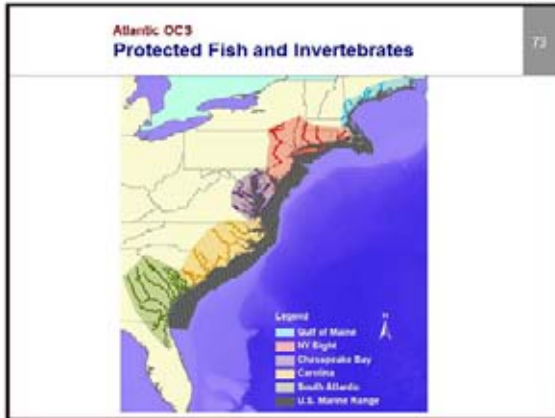 Atlantic OCS
Protected Fish and Invertebrates
73
Legend
Gulf of Maine
NY Bight
Chesapeake Bay
Carolina
South Atlantic
U.S. Marine Range
N